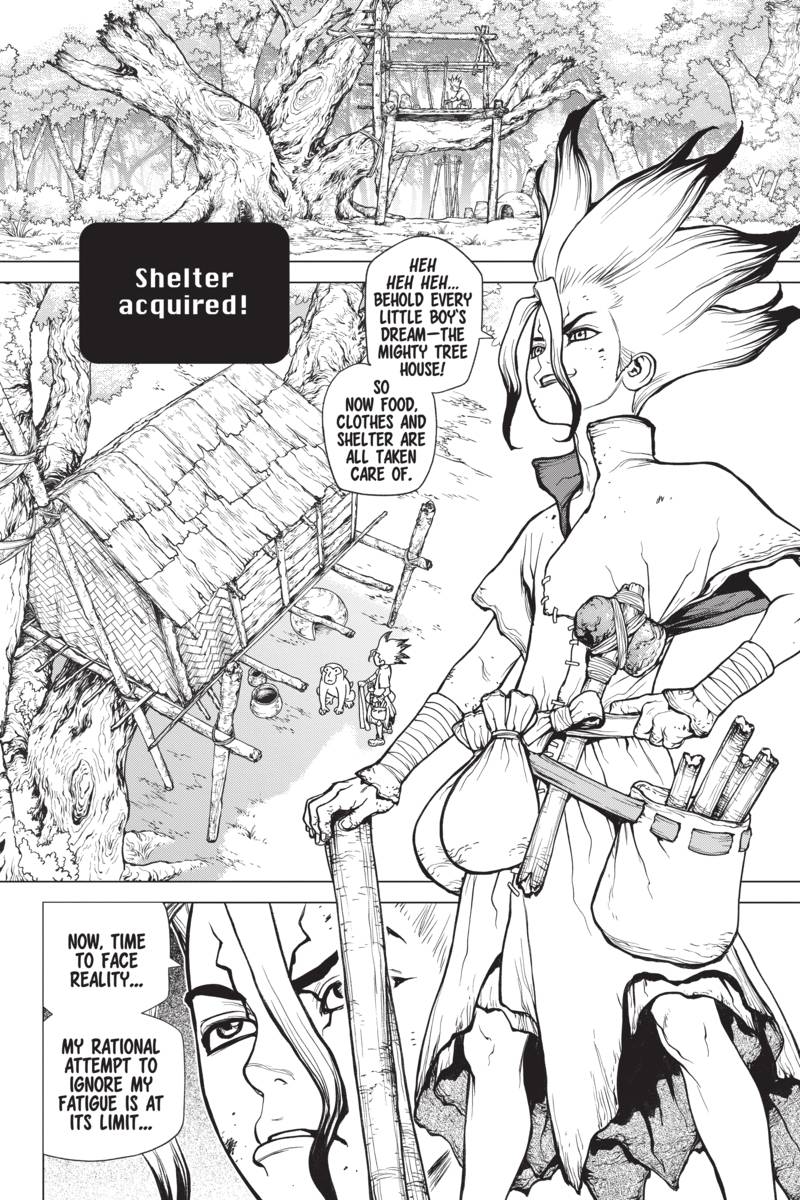 Shelter
acquired!
HEH
HEH HEH...
BEHOLD EVERY
LITTLE BOY'S
DREAM—THE
MIGHTY TREE
HOUSE!
SO
NOW FOOD,
CLOTHES AND
SHELTER ARE
ALL TAKEN
CARE OF.
NOW, TIME
TO FACE
REALITY...
MY RATIONAL
ATTEMPT TO
IGNORE MY
FATIGUE IS AT
ITS LIMIT...